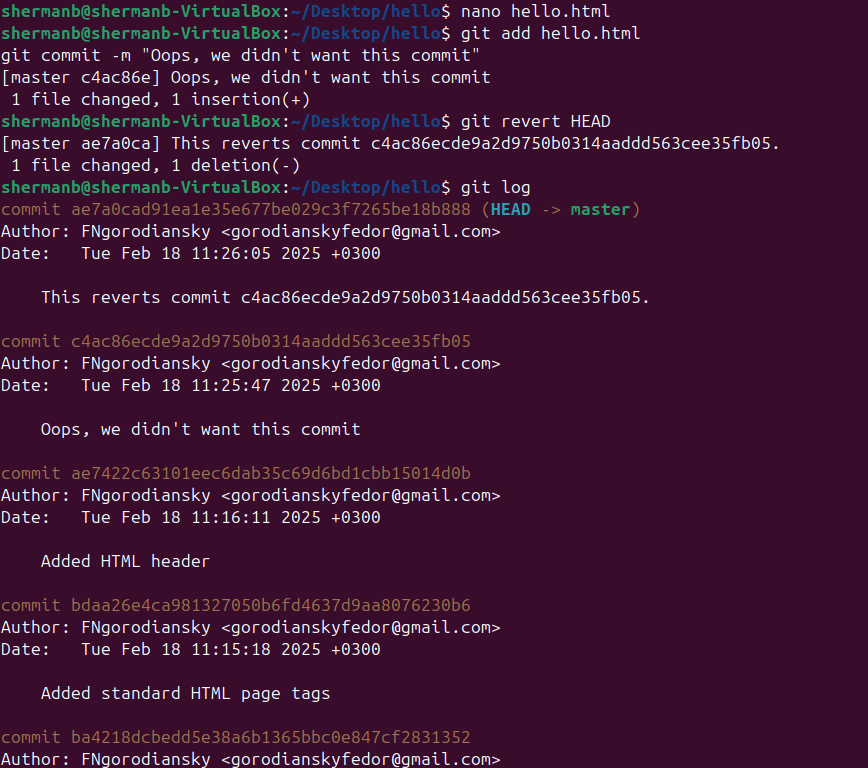 shermanb@shermanb-VirtualBox:~/Desktop/hello$ nano hello.html
shermanb@shermanb-VirtualBox:~/Desktop/hello$ git add hello.html
git commit -m "Oops, we didn't want this commit"
[master c4ac86e] Oops, we didn't want this commit
 1 file changed, 1 insertion(+)
shermanb@shermanb-VirtualBox:~/Desktop/hello$ git revert HEAD
[master ae7a0ca] This reverts commit c4ac86ecde9a2d9750b0314aaddd563cee35fb05.
 1 file changed, 1 deletion(-)
shermanb@shermanb-VirtualBox:~/Desktop/hello$ git log
commit ae7a0cad91ea1e35e677be029c3f7265be18b888 (HEAD -> master)
Author: FNgorodiansky <gorodianskyfedor@gmail.com>
Date:   Tue Feb 18 11:26:05 2025 +0300
    This reverts commit c4ac86ecde9a2d9750b0314aaddd563cee35fb05.
commit c4ac86ecde9a2d9750b0314aaddd563cee35fb05
Author: FNgorodiansky <gorodianskyfedor@gmail.com>
Date:   Tue Feb 18 11:25:47 2025 +0300
    Oops, we didn't want this commit
commit ae7422c63101eec6dab35c69d6bd1cbb15014d0b
Author: FNgorodiansky <gorodianskyfedor@gmail.com>
Date:   Tue Feb 18 11:16:11 2025 +0300
    Added HTML header
commit bdaa26e4ca981327050b6fd4637d9aa8076230b6
Author: FNgorodiansky <gorodianskyfedor@gmail.com>
Date:   Tue Feb 18 11:15:18 2025 +0300
    Added standard HTML page tags
commit ba4218dcbedd5e38a6b1365bbc0e847cf2831352
Author: FNgorodiansky <gorodianskyfedor@gmail.com>